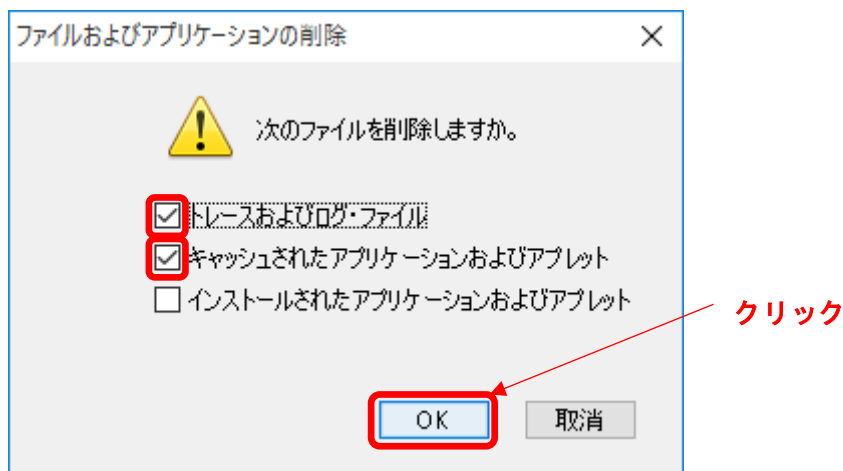 ファイルおよびアプリケーションの削除
次のファイルを削除しますか。
トレースおよびログ・ファイル
キャッシュされたアプリケーションおよびアプレット
インストールされたアプリケーションおよびアプレット
クリック
OK 取消